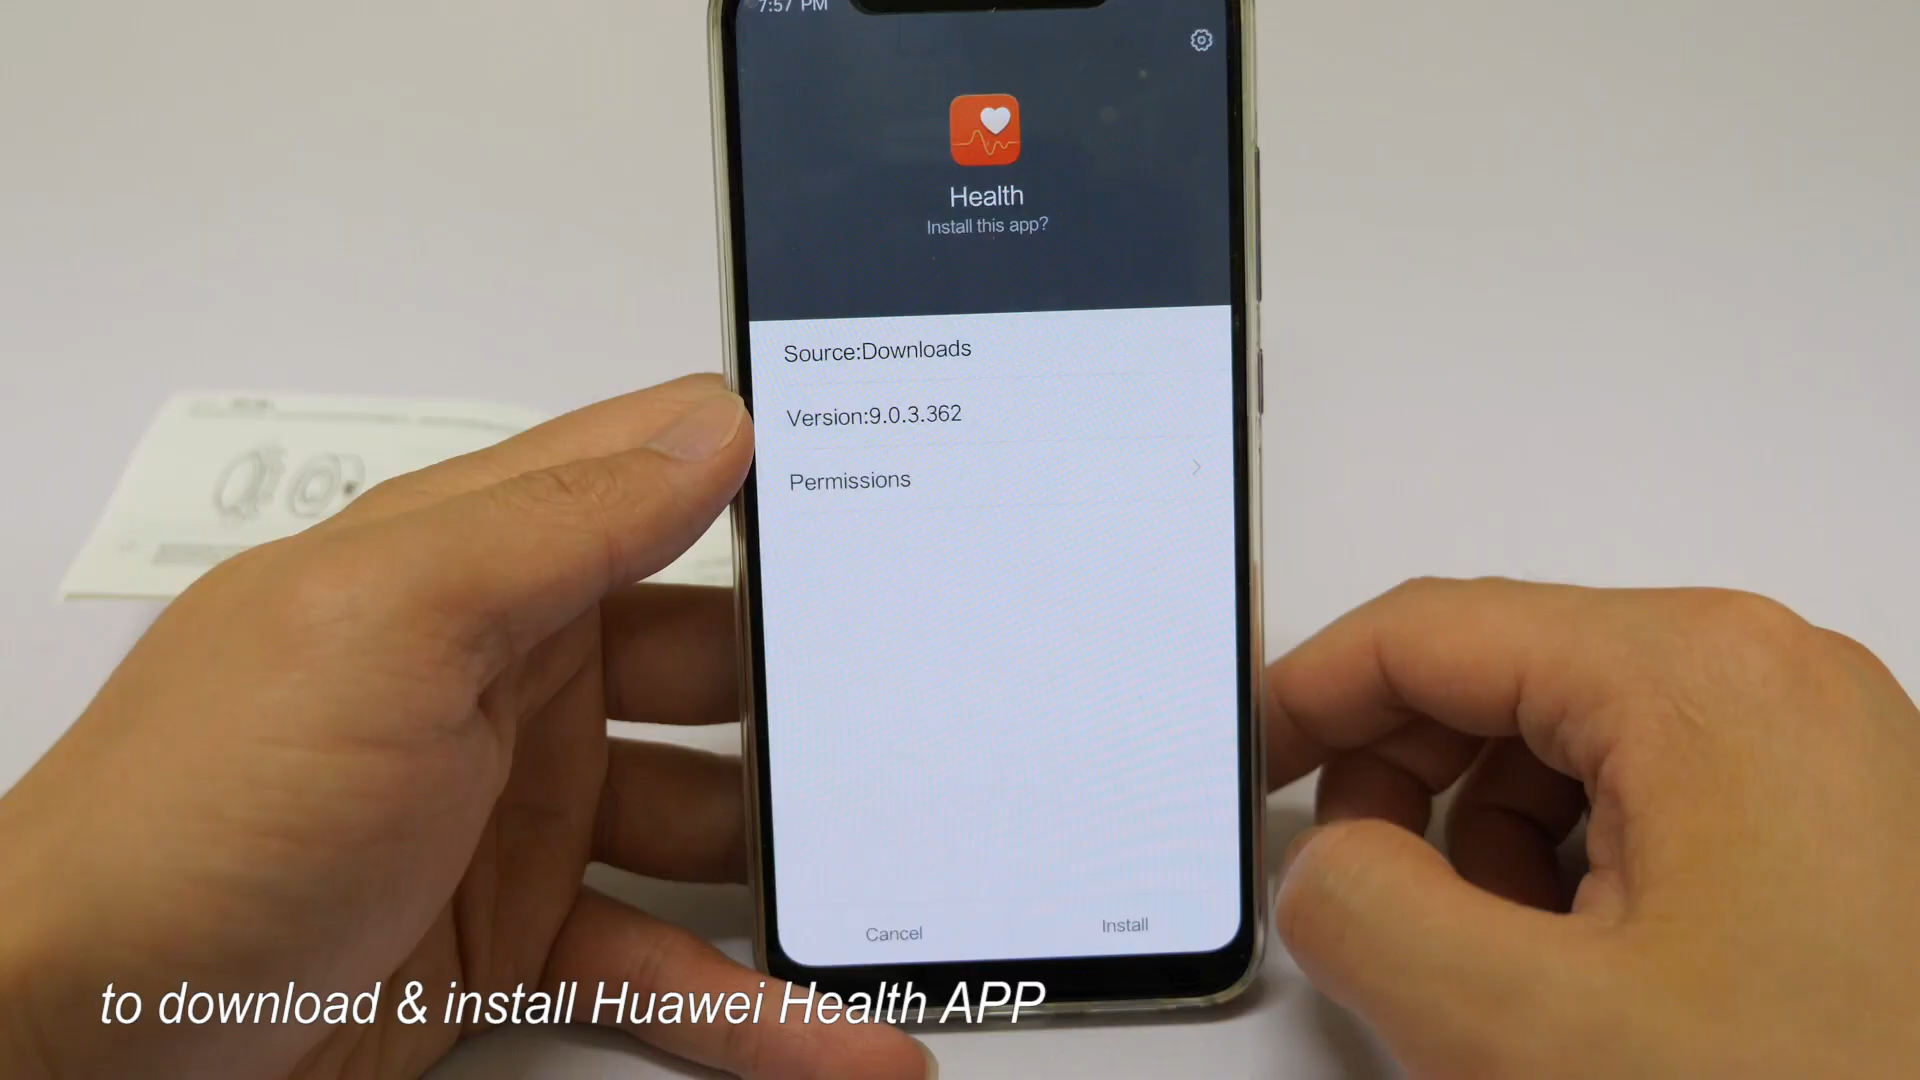 7:57 PM
Health
Install this app?
Source:Downloads
Version:9.0.3.362
Permissions
Cancel
Install
to download & install Huawei Health APP